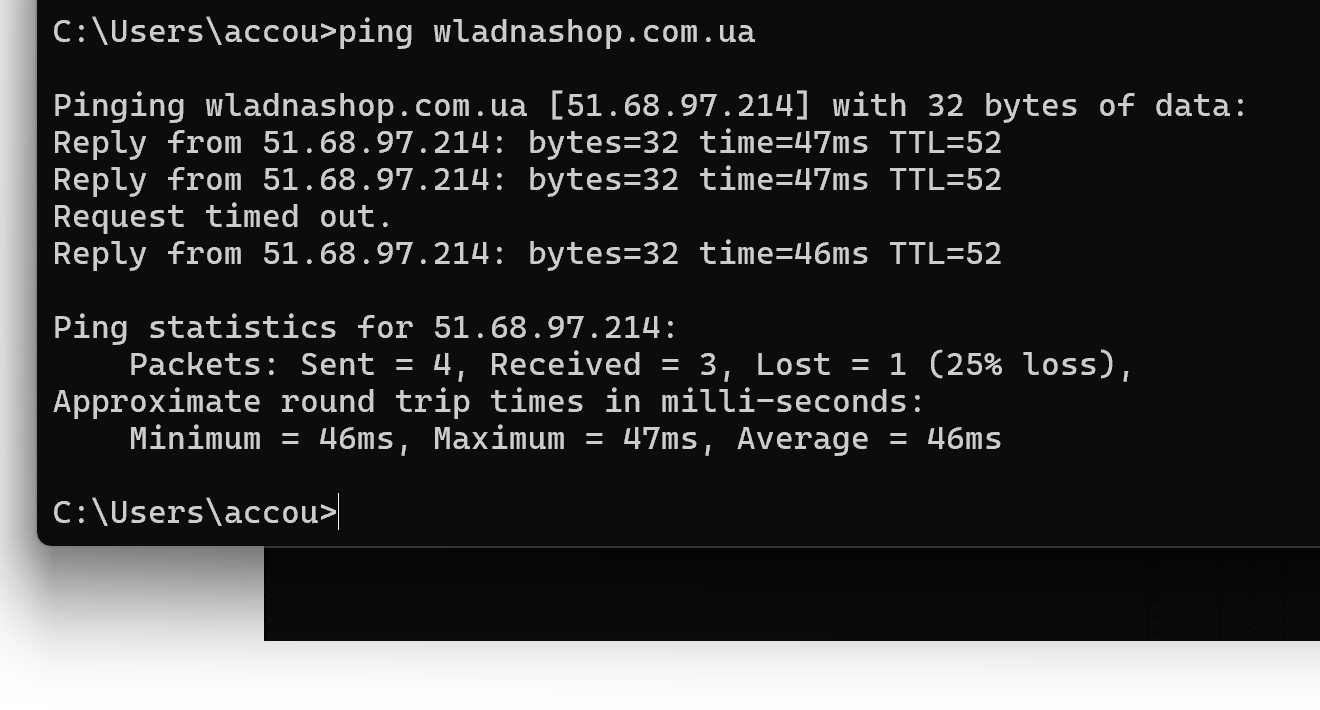 C:\Users\accou>ping wladnashop.com.ua
Pinging wladnashop.com.ua [51.68.97.214] with 32 bytes of data:
Reply from 51.68.97.214: bytes=32 time=47ms TTL=52
Reply from 51.68.97.214: bytes=32 time=47ms TTL=52
Request timed out.
Reply from 51.68.97.214: bytes=32 time=46ms TTL=52
Ping statistics for 51.68.97.214:
    Packets: Sent = 4, Received = 3, Lost = 1 (25% loss),
Approximate round trip times in milli-seconds:
    Minimum = 46ms, Maximum = 47ms, Average = 46ms
C:\Users\accou>